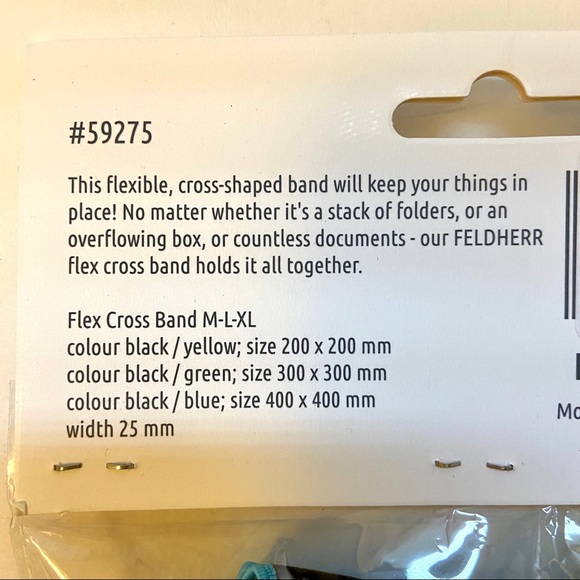 #59275
This flexible, cross-shaped band will keep your things in
place! No matter whether it's a stack of folders, or an
overflowing box, or countless documents - our FELDHERR
flex cross band holds it all together.
Flex Cross Band M-L-XL
colour black / yellow; size 200 x 200 mm
colour black / green; size 300 x 300 mm
colour black / blue; size 400 x 400 mm
width 25 mm